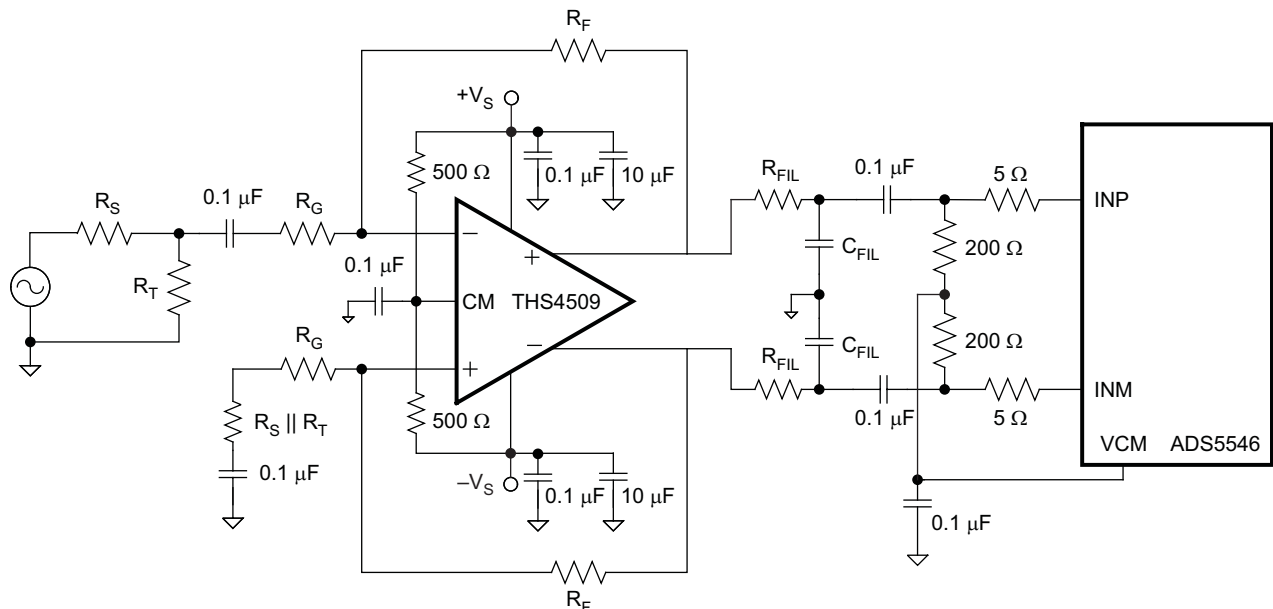 R_F
+V_S
500 Ω
0.1 μF
10 μF
R_S
0.1 μF
R_G
R_T
0.1 μF
−
+
CM
THS4509
R_FIL
0.1 μF
5 Ω
INP
C_FIL
200 Ω
R_G
+
−
R_FIL
C_FIL
0.1 μF
200 Ω
5 Ω
INM
R_S || R_T
0.1 μF
500 Ω
−V_S
0.1 μF
10 μF
VCM
ADS5546
0.1 μF
R_F